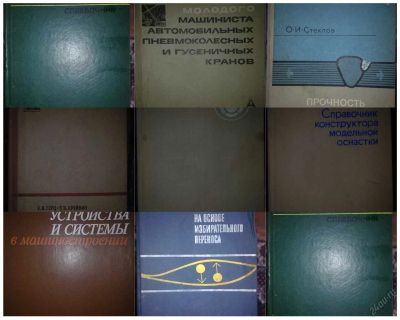 СПРАВОЧНИК
МОЛОДОГО
МАШИНИСТА
АВТОМОБИЛЬНЫХ
ПНЕВМОКОЛЕСНЫХ
И ГУСЕНИЧНЫХ
КРАНОВ
О·И·Стеклов
ПРОЧНОСТЬ
Справочник
конструктора
модельной
оснастки
УСТРОЙСТВА
И СИСТЕМЫ
в машиностроении
НА ОСНОВЕ
ИЗБИРАТЕЛЬНОГО
ПЕРЕНОСА
СПРАВОЧНИК